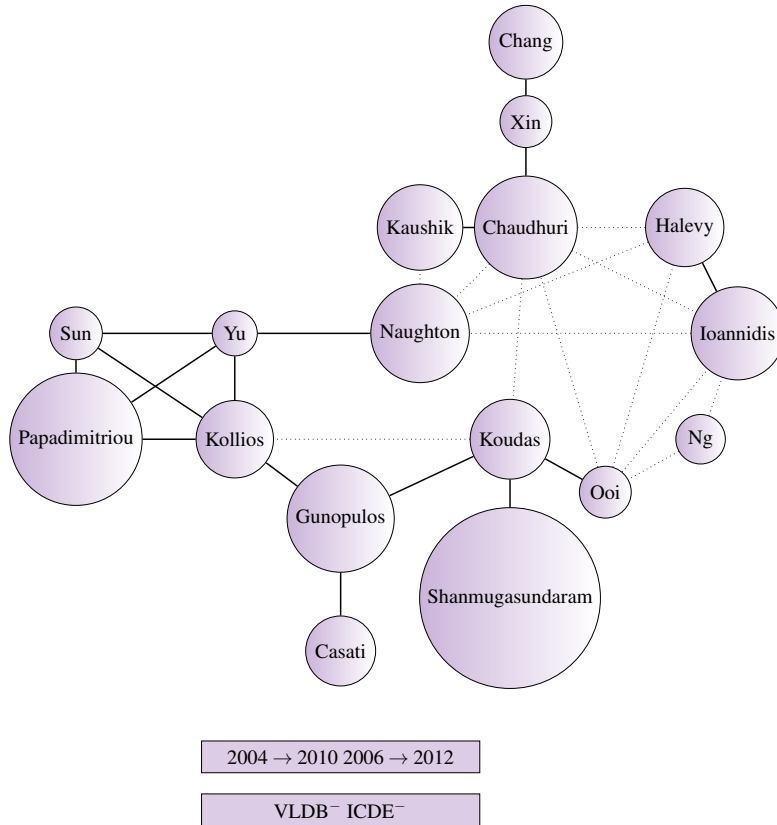 Chang
Xin
Kaushik
Chaudhuri
Halevy
Sun
Yu
Naughton
Ioannidis
Papadimitriou
Kollios
Koudas
Ng
Ooi
Gunopulos
Shanmugasundaram
Casati
2004 → 2010 2006 → 2012
VLDB⁻ ICDE⁻